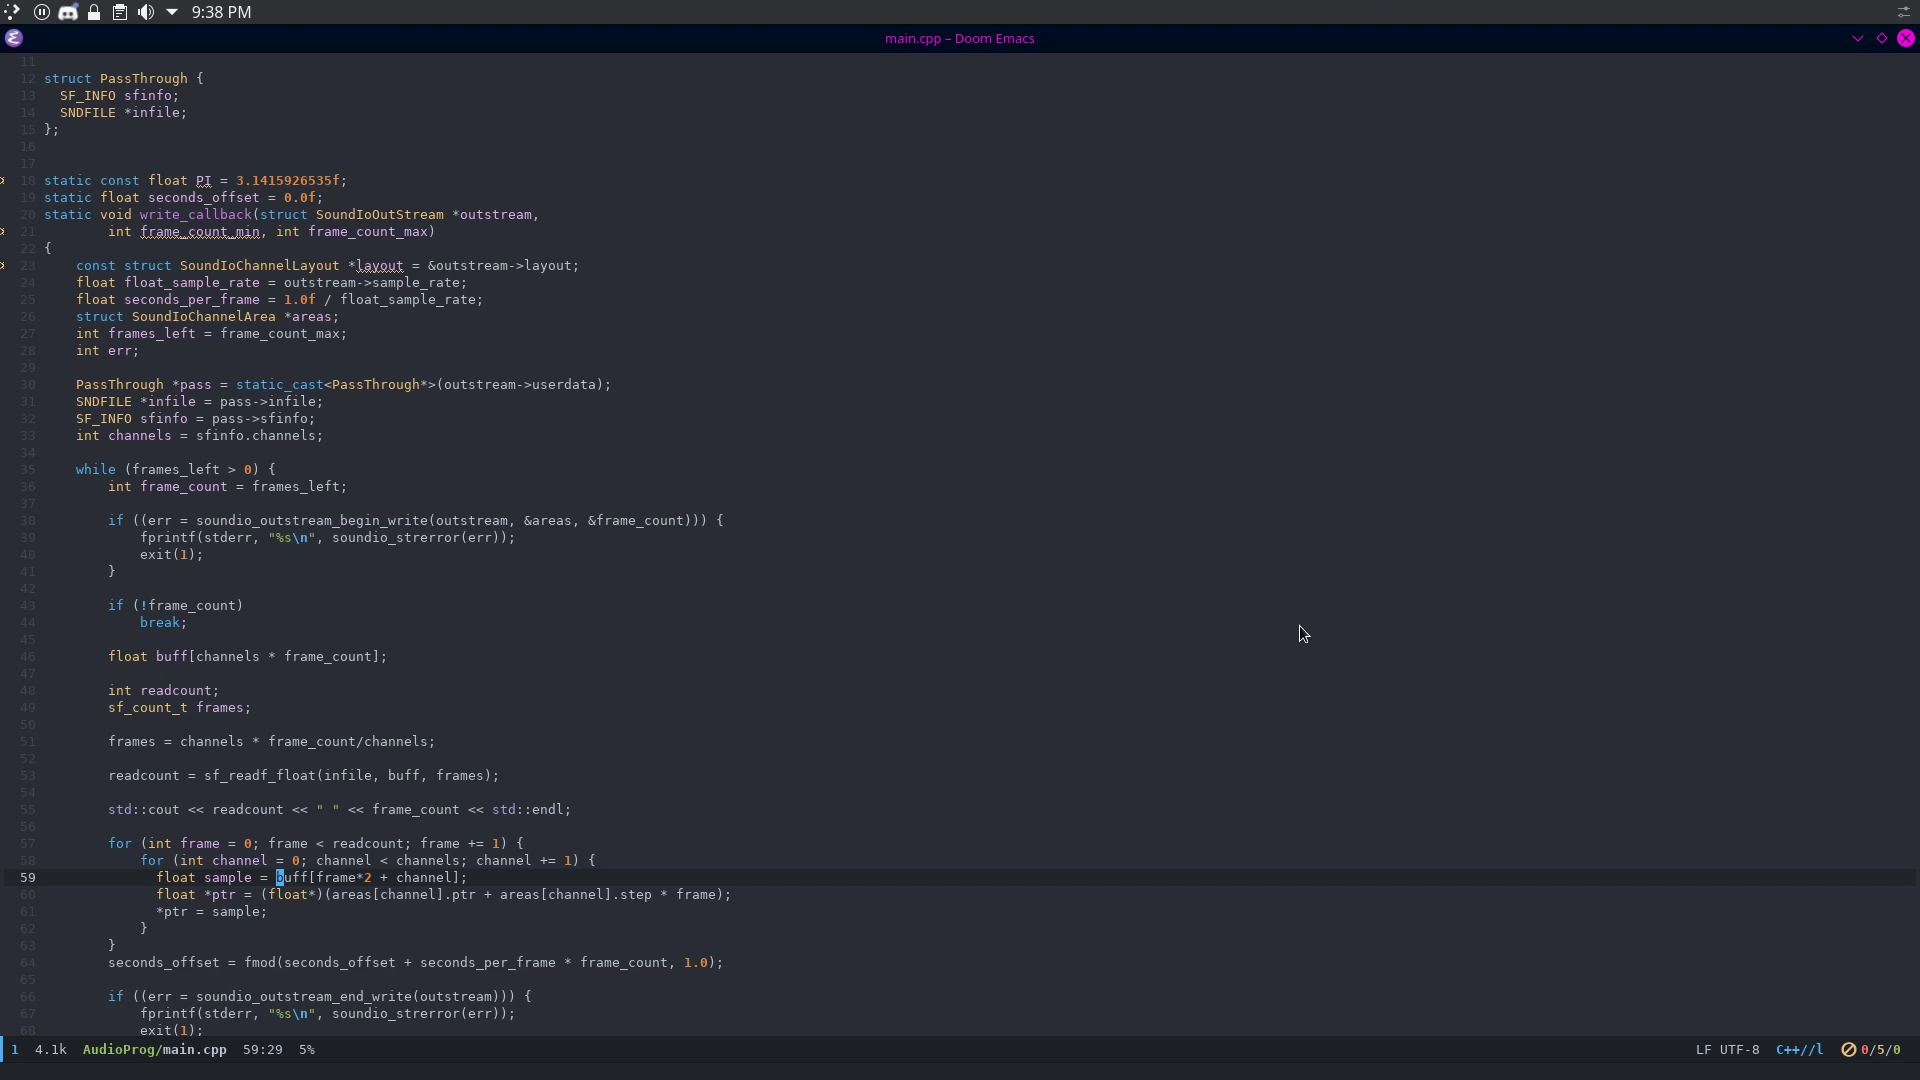 9:38 PM
main.cpp – Doom Emacs
11
12 struct PassThrough {
13   SF_INFO sfinfo;
14   SNDFILE *infile;
15 };
16
17
18 static const float PI = 3.1415926535f;
19 static float seconds_offset = 0.0f;
20 static void write_callback(struct SoundIoOutStream *outstream,
21         int frame_count_min, int frame_count_max)
22 {
23     const struct SoundIoChannelLayout *layout = &outstream->layout;
24     float float_sample_rate = outstream->sample_rate;
25     float seconds_per_frame = 1.0f / float_sample_rate;
26     struct SoundIoChannelArea *areas;
27     int frames_left = frame_count_max;
28     int err;
29
30     PassThrough *pass = static_cast<PassThrough*>(outstream->userdata);
31     SNDFILE *infile = pass->infile;
32     SF_INFO sfinfo = pass->sfinfo;
33     int channels = sfinfo.channels;
34
35     while (frames_left > 0) {
36         int frame_count = frames_left;
37
38         if ((err = soundio_outstream_begin_write(outstream, &areas, &frame_count))) {
39             fprintf(stderr, "%s\n", soundio_strerror(err));
40             exit(1);
41         }
42
43         if (!frame_count)
44             break;
45
46         float buff[channels * frame_count];
47
48         int readcount;
49         sf_count_t frames;
50
51         frames = channels * frame_count/channels;
52
53         readcount = sf_readf_float(infile, buff, frames);
54
55         std::cout << readcount << " " << frame_count << std::endl;
56
57         for (int frame = 0; frame < readcount; frame += 1) {
58             for (int channel = 0; channel < channels; channel += 1) {
59               float sample = buff[frame*2 + channel];
60               float *ptr = (float*)(areas[channel].ptr + areas[channel].step * frame);
61               *ptr = sample;
62             }
63         }
64         seconds_offset = fmod(seconds_offset + seconds_per_frame * frame_count, 1.0);
65
66         if ((err = soundio_outstream_end_write(outstream))) {
67             fprintf(stderr, "%s\n", soundio_strerror(err));
68             exit(1);
1 4.1k AudioProg/main.cpp 59:29 5% LF UTF-8 C++//l 0/5/0